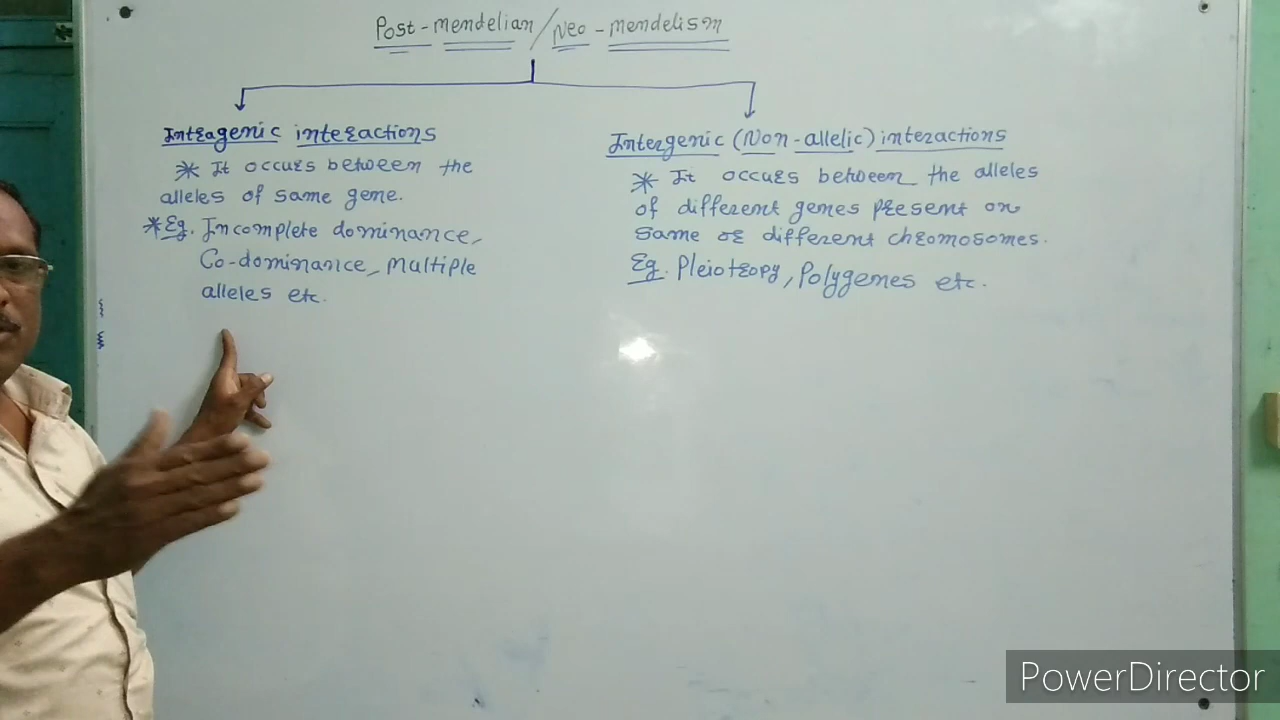 Post-mendelian/Neo-mendelism
Intragenic interactions
* It occurs between the
alleles of same gene.
* Eg. Incomplete dominance,
Co-dominance, Multiple
alleles etc.
Intergenic (Non-allelic) interactions
* It occurs between the alleles
of different genes present on
same or different chromosomes.
Eg. Pleiotropy, Polygenes etc.
PowerDirector